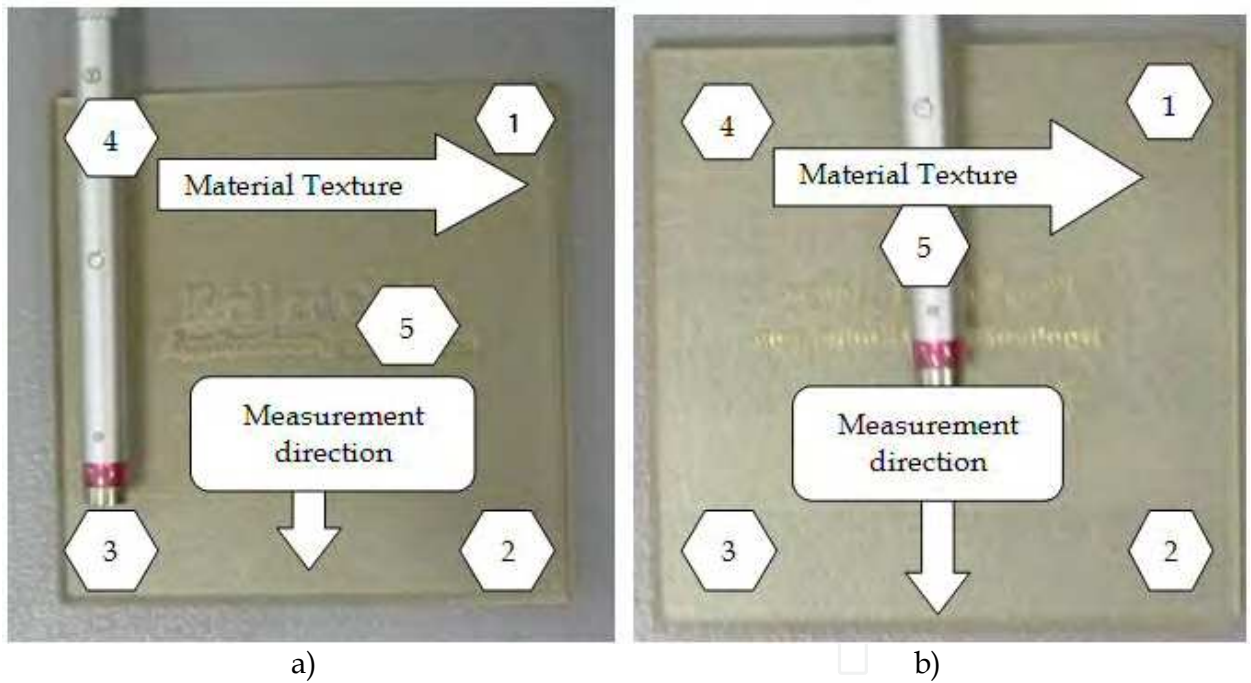 4
1
Material Texture
5
Measurement
direction
3
2
a)
4
1
Material Texture
5
Measurement
direction
3
2
b)